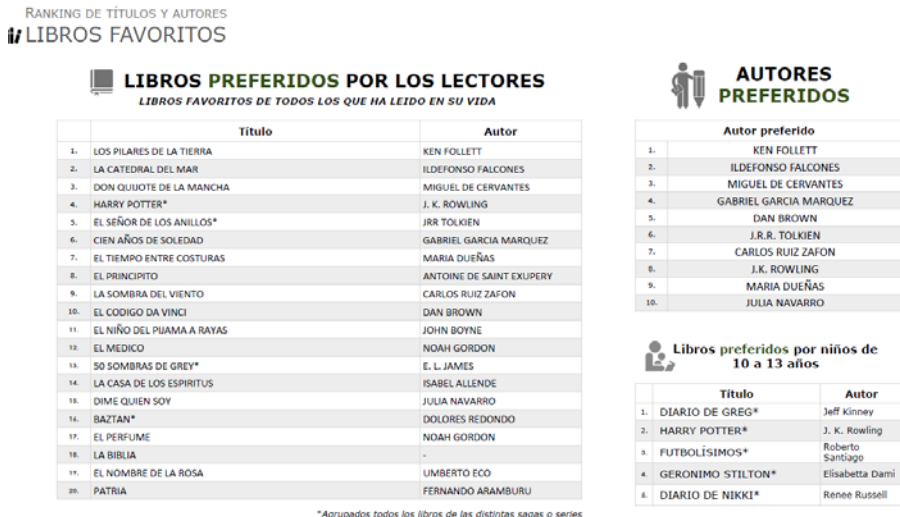 RANKING DE TÍTULOS Y AUTORES
LIBROS FAVORITOS
LIBROS PREFERIDOS POR LOS LECTORES
LIBROS FAVORITOS DE TODOS LOS QUE HA LEIDO EN SU VIDA
Título Autor
1. LOS PILARES DE LA TIERRA KEN FOLLETT
2. LA CATEDRAL DEL MAR ILDEFONSO FALCONES
3. DON QUIJOTE DE LA MANCHA MIGUEL DE CERVANTES
4. HARRY POTTER* J. K. ROWLING
5. EL SEÑOR DE LOS ANILLOS* JRR TOLKIEN
6. CIEN AÑOS DE SOLEDAD GABRIEL GARCIA MARQUEZ
7. EL TIEMPO ENTRE COSTURAS MARIA DUEÑAS
8. EL PRINCIPITO ANTOINE DE SAINT EXUPERY
9. LA SOMBRA DEL VIENTO CARLOS RUIZ ZAFON
10. EL CODIGO DA VINCI DAN BROWN
11. EL NIÑO DEL PIJAMA A RAYAS JOHN BOYNE
12. EL MEDICO NOAH GORDON
13. 50 SOMBRAS DE GREY* E. L. JAMES
14. LA CASA DE LOS ESPIRITUS ISABEL ALLENDE
15. DIME QUIEN SOY JULIA NAVARRO
16. BAZTAN* DOLORES REDONDO
17. EL PERFUME NOAH GORDON
18. LA BIBLIA -
19. EL NOMBRE DE LA ROSA UMBERTO ECO
20. PATRIA FERNANDO ARAMBURU
*Agrupados todos los libros de las distintas sagas o series
AUTORES
PREFERIDOS
Autor preferido
1. KEN FOLLETT
2. ILDEFONSO FALCONES
3. MIGUEL DE CERVANTES
4. GABRIEL GARCIA MARQUEZ
5. DAN BROWN
6. J.R.R. TOLKIEN
7. CARLOS RUIZ ZAFON
8. J.K. ROWLING
9. MARIA DUEÑAS
10. JULIA NAVARRO
Libros preferidos por niños de
10 a 13 años
Título Autor
1. DIARIO DE GREG* Jeff Kinney
2. HARRY POTTER* J. K. Rowling
3. FUTBOLÍSIMOS* Roberto
Santiago
4. GERONIMO STILTON* Elisabetta Dami
5. DIARIO DE NIKKI* Renee Russell